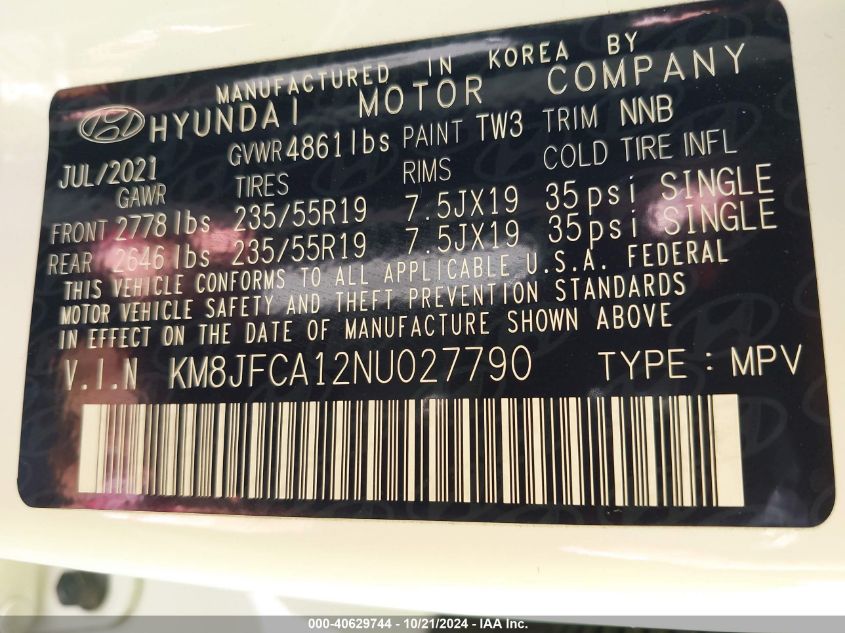 MANUFACTURED IN KOREA BY
HYUNDAI MOTOR COMPANY
JUL/2021 GVWR 4861lbs PAINT TW3 TRIM NNB
GAWR TIRES RIMS COLD TIRE INFL
FRONT 2778 lbs 235/55R19 7.5JX19 35psi SINGLE
REAR 2646 lbs 235/55R19 7.5JX19 35psi SINGLE
THIS VEHICLE CONFORMS TO ALL APPLICABLE U.S.A. FEDERAL
MOTOR VEHICLE SAFETY AND THEFT PREVENTION STANDARDS
IN EFFECT ON THE DATE OF MANUFACTURE SHOWN ABOVE
V.I.N KM8JFCA12NU027790 TYPE : MPV
000-40629744 - 10/21/2024 - IAA Inc.